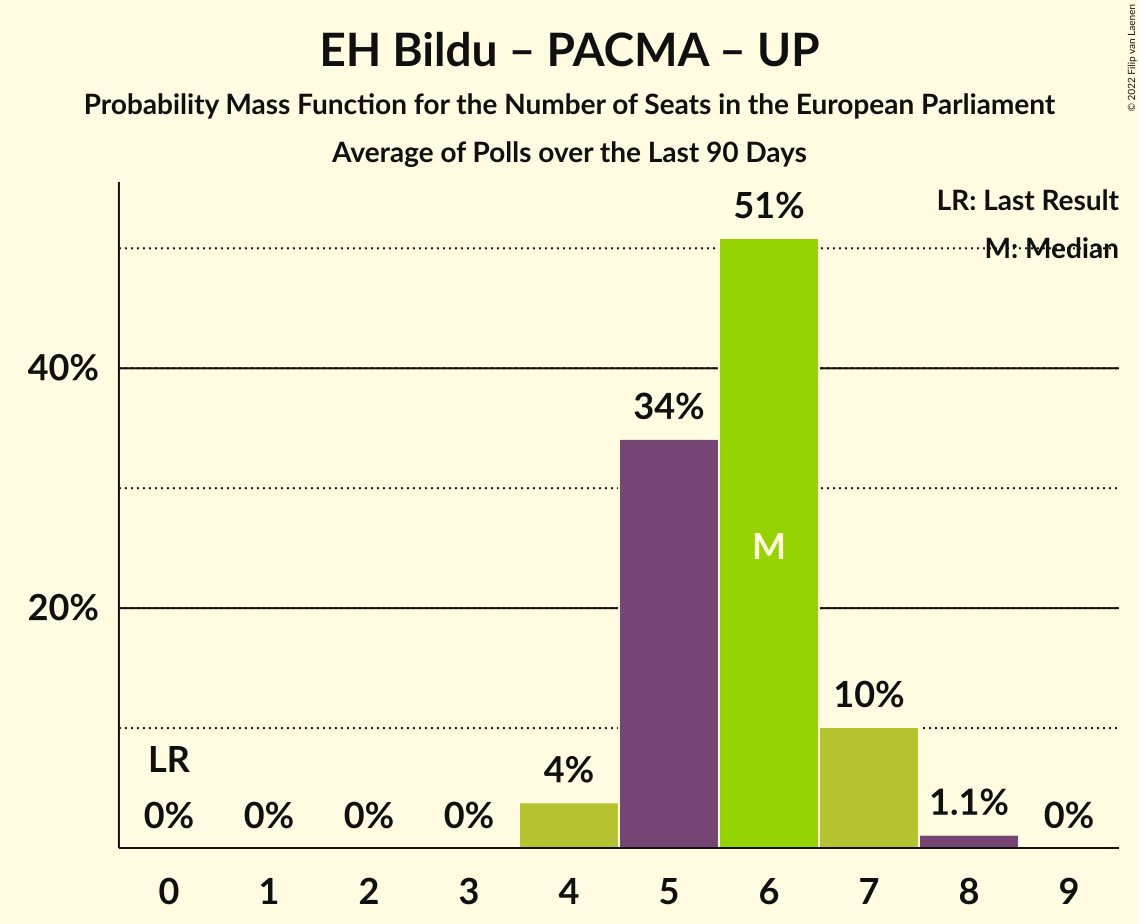 EH Bildu – PACMA – UP
Probability Mass Function for the Number of Seats in the European Parliament
Average of Polls over the Last 90 Days
© 2022 Filip van Laenen
LR: Last Result
M: Median
51%
40%
34%
M
20%
10%
LR
4%
1.1%
0% 0% 0% 0% 0%
0 1 2 3 4 5 6 7 8 9